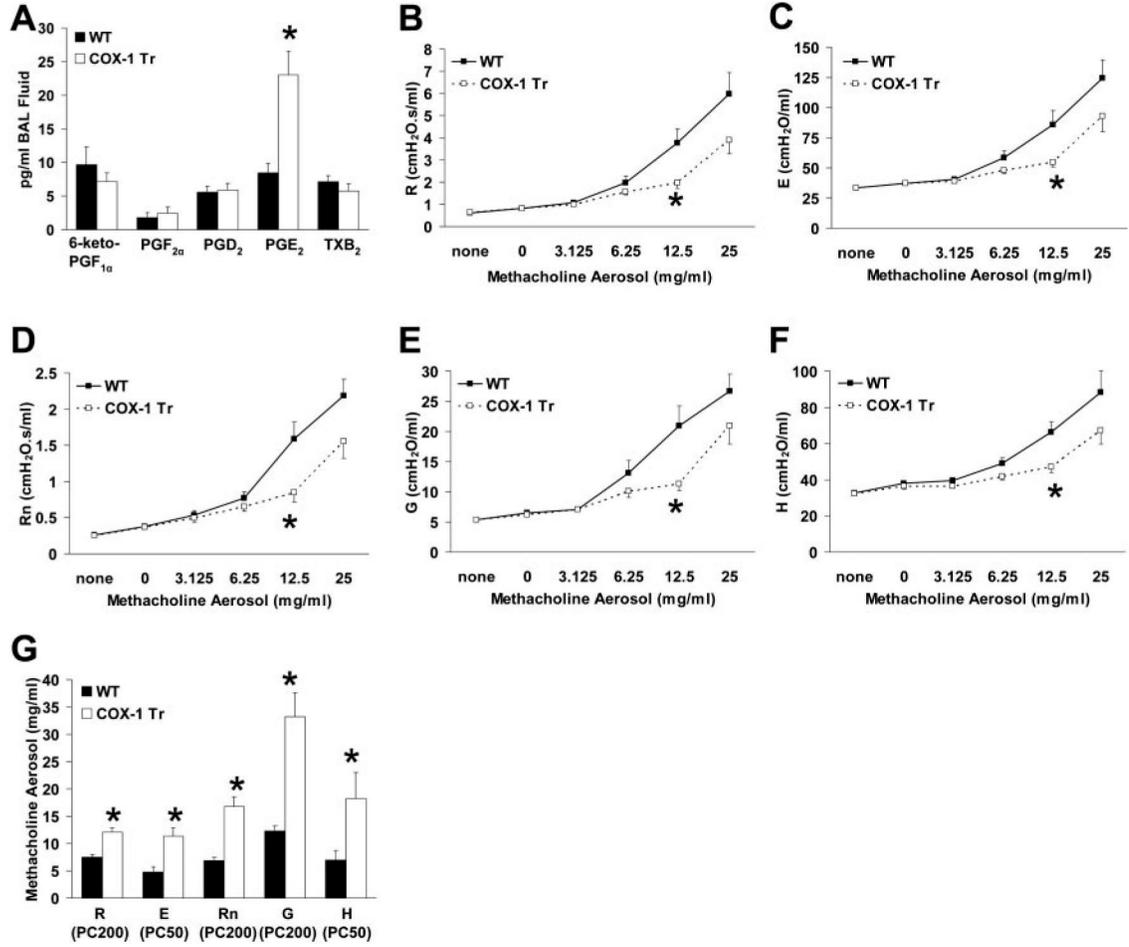 A
30
25
20
15
10
5
0
pg/ml BAL Fluid
WT
COX-1 Tr
*
6-keto-PGF1α
PGF2α
PGD2
PGE2
TXB2
B
8
7
6
5
4
3
2
1
0
R (cmH2O.s/ml)
WT
COX-1 Tr
*
none 0 3.125 6.25 12.5 25
Methacholine Aerosol (mg/ml)
C
150
125
100
75
50
25
0
E (cmH2O/ml)
WT
COX-1 Tr
*
none 0 3.125 6.25 12.5 25
Methacholine Aerosol (mg/ml)
D
2.5
2
1.5
1
0.5
0
Rn (cmH2O.s/ml)
WT
COX-1 Tr
*
none 0 3.125 6.25 12.5 25
Methacholine Aerosol (mg/ml)
E
30
25
20
15
10
5
0
G (cmH2O/ml)
WT
COX-1 Tr
*
none 0 3.125 6.25 12.5 25
Methacholine Aerosol (mg/ml)
F
100
80
60
40
20
0
H (cmH2O/ml)
WT
COX-1 Tr
*
none 0 3.125 6.25 12.5 25
Methacholine Aerosol (mg/ml)
G
40
35
30
25
20
15
10
5
0
Methacholine Aerosol (mg/ml)
WT
COX-1 Tr
* * * * *
R E Rn G H
(PC200) (PC50) (PC200) (PC200) (PC50)